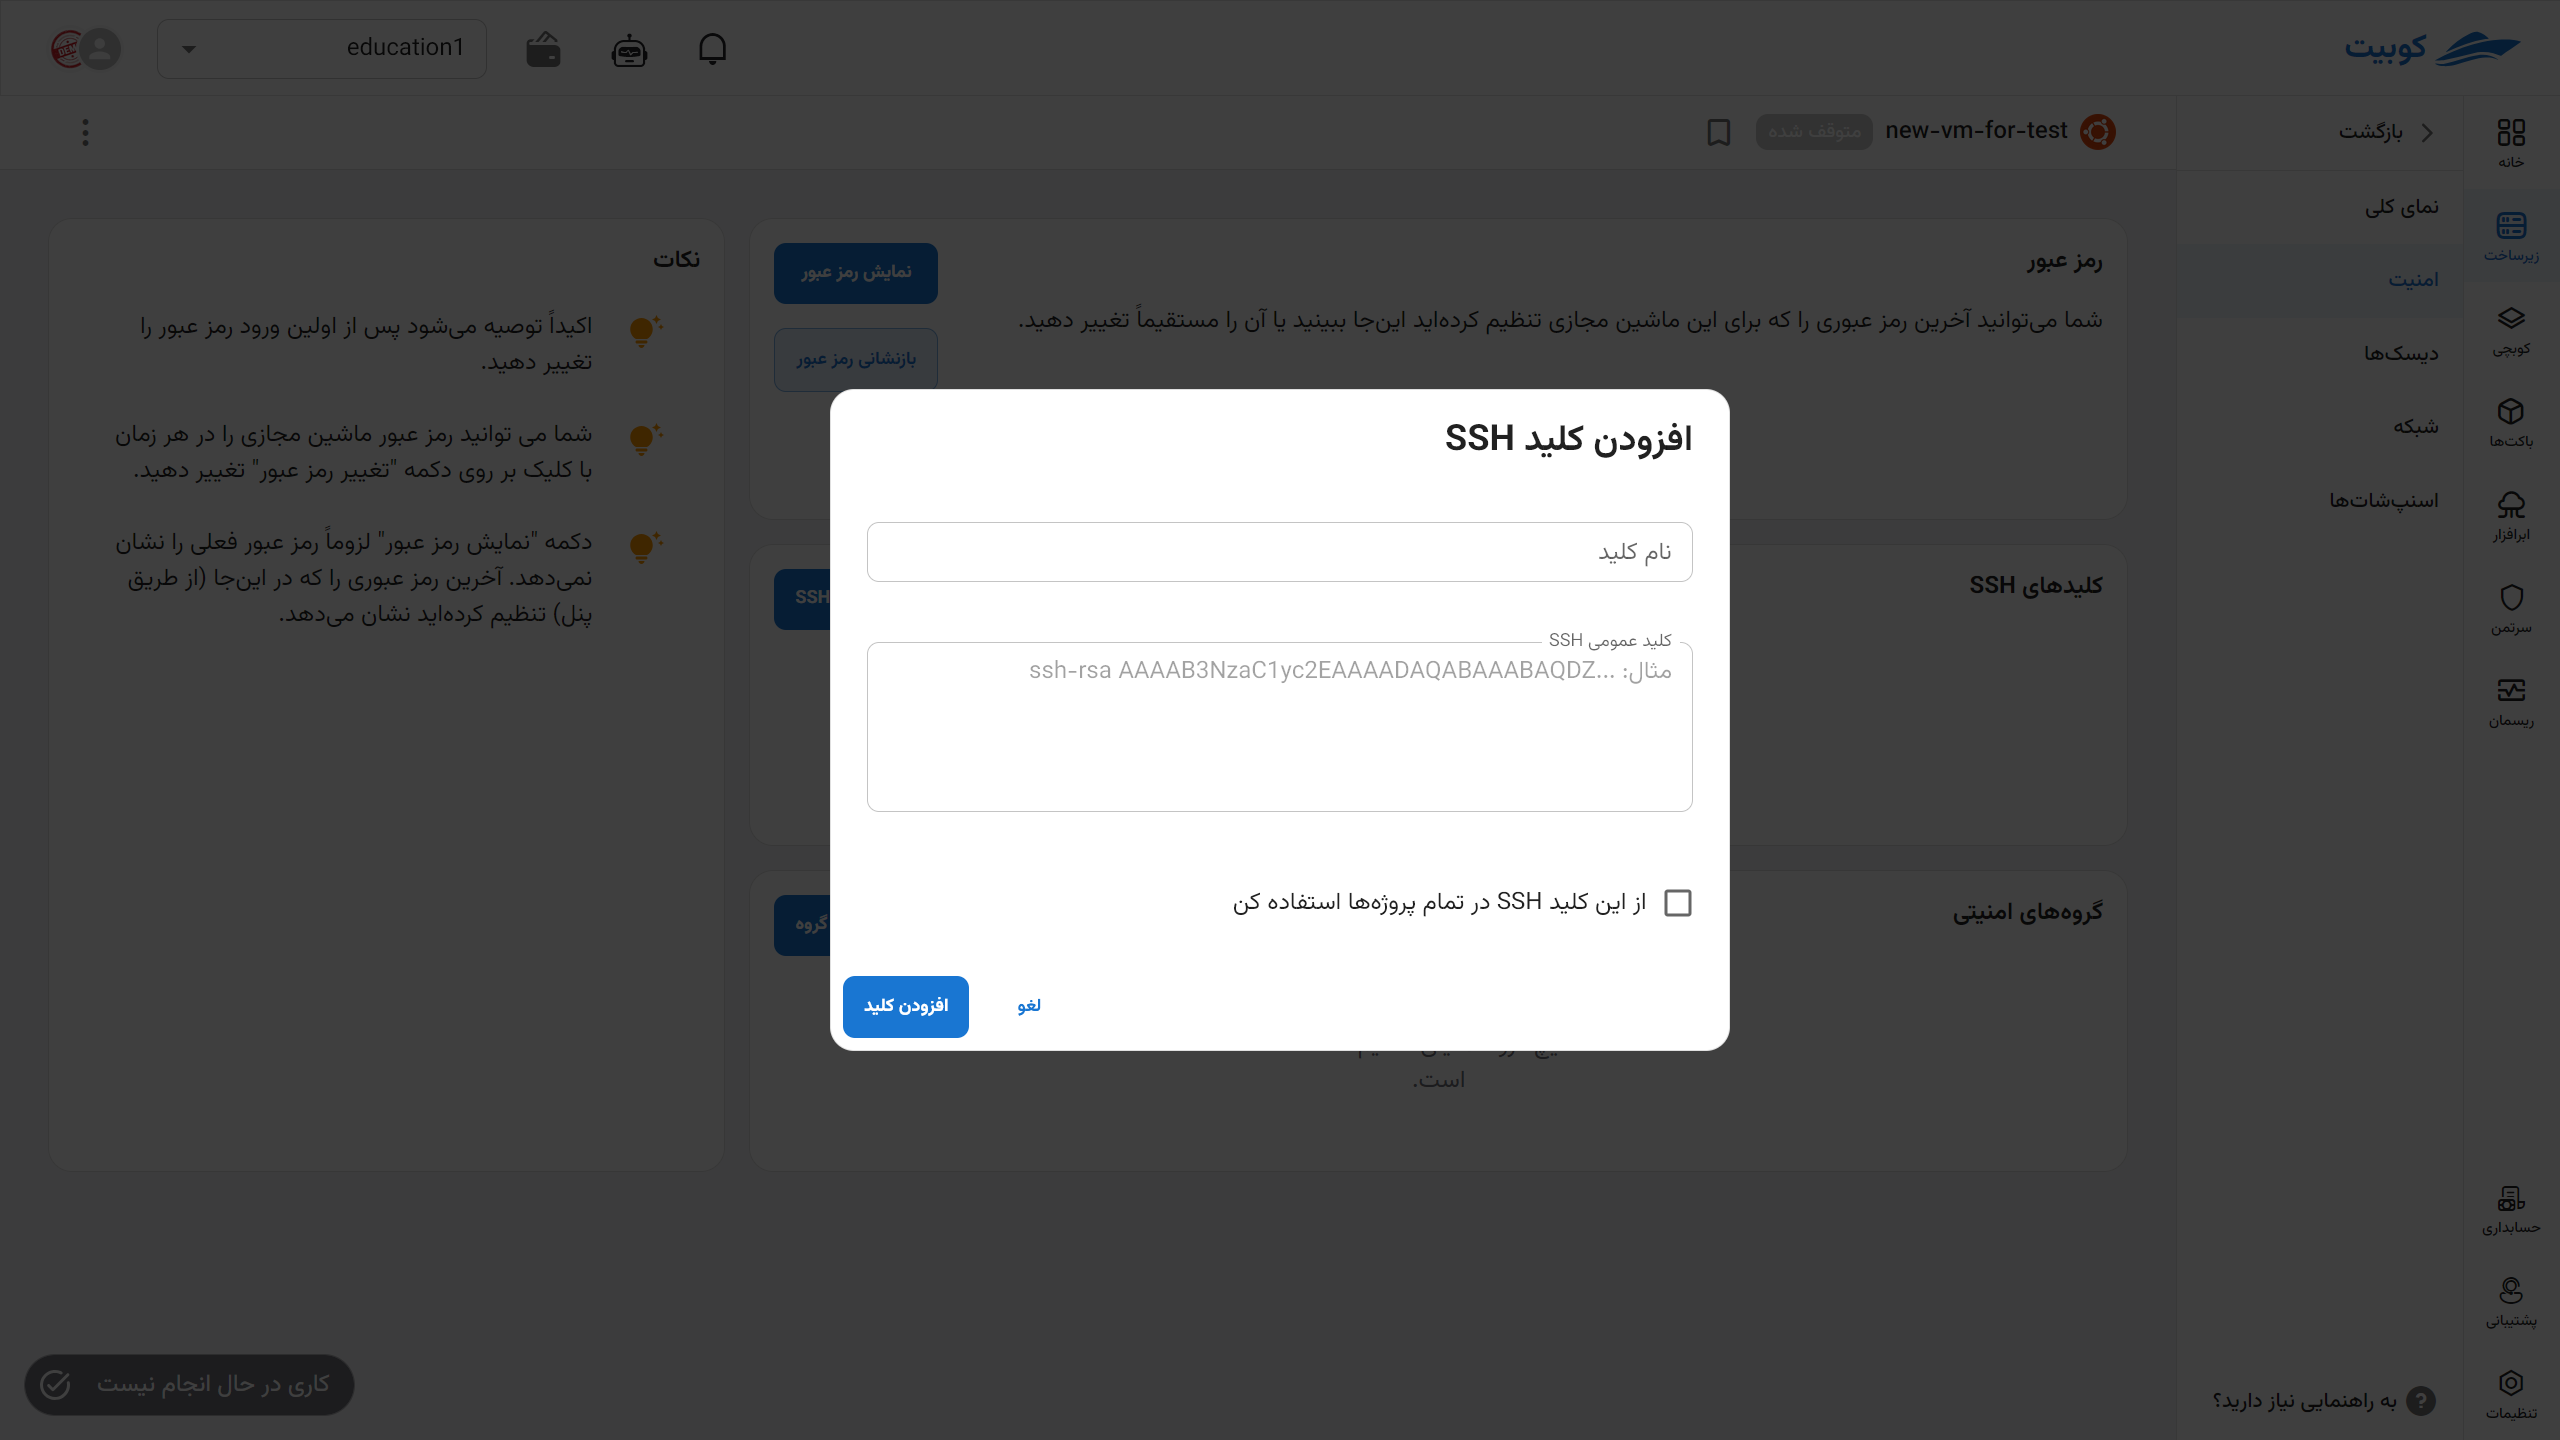 کوبیت
education1
خانه
زیرساخت
کوبچی
باکت‌ها
ابرافزار
سرتمن
ریسمان
حسابداری
پشتیبانی
تنظیمات
بازگشت
نمای کلی
امنیت
دیسک‌ها
شبکه
اسنپ‌شات‌ها
به راهنمایی نیاز دارید؟
new-vm-for-test
متوقف شده
رمز عبور
شما می‌توانید آخرین رمز عبوری را که برای این ماشین مجازی تنظیم کرده‌اید این‌جا ببینید یا آن را مستقیماً تغییر دهید.
نمایش رمز عبور
بازنشانی رمز عبور
کلیدهای SSH
SSH
گروه‌های امنیتی
گروه
است.
نکات
اکیداً توصیه می‌شود پس از اولین ورود رمز عبور را
تغییر دهید.
شما می توانید رمز عبور ماشین مجازی را در هر زمان
با کلیک بر روی دکمه "تغییر رمز عبور" تغییر دهید.
دکمه "نمایش رمز عبور" لزوماً رمز عبور فعلی را نشان
نمی‌دهد. آخرین رمز عبوری را که در این‌جا (از طریق
پنل) تنظیم کرده‌اید نشان می‌دهد.
افزودن کلید SSH
نام کلید
کلید عمومی SSH
مثال: ...ssh-rsa AAAAB3NzaC1yc2EAAAADAQABAAABAQDZ
از این کلید SSH در تمام پروژه‌ها استفاده کن
لغو
افزودن کلید
کاری در حال انجام نیست